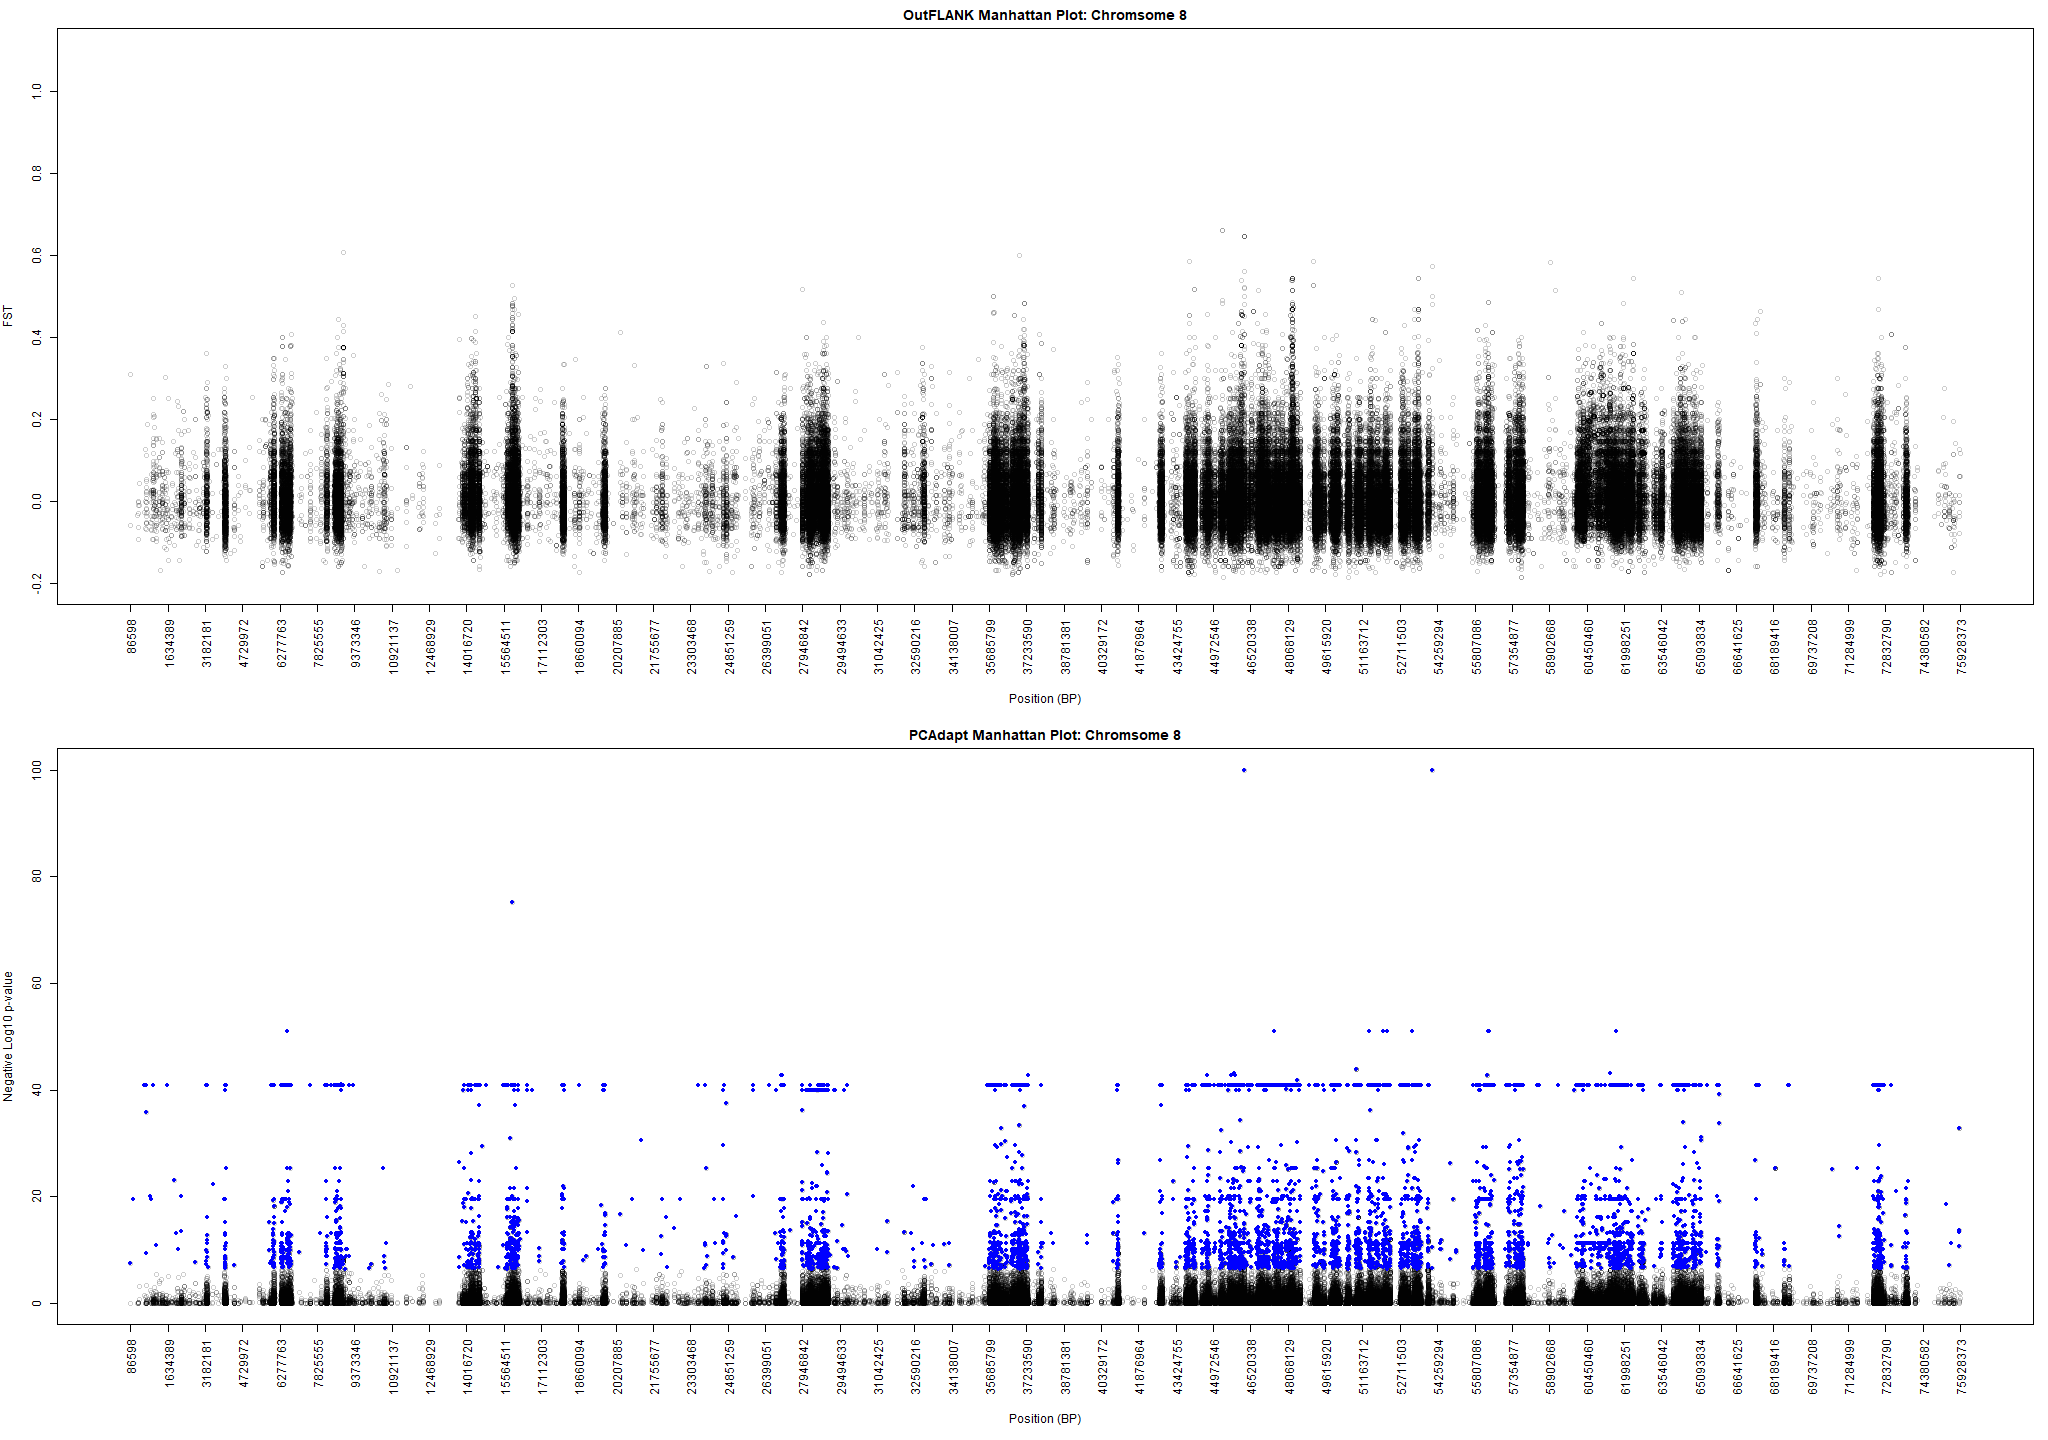 OutFLANK Manhattan Plot: Chromsome 8
FST
1.0
0.8
0.6
0.4
0.2
0.0
-0.2
86598 1634389 3182181 4729972 6277763 7825555 9373346 10921137 12468929 14016720 15564511 17112303 18660094 20207885 21755677 23303468 24851259 26399051 27946842 29494633 31042425 32590216 34138007 35685799 37233590 38781381 40329172 41876964 43424755 44972546 46520338 48068129 49615920 51163712 52711503 54259294 55807086 57354877 58902668 60450460 61998251 63546042 65093834 66641625 68189416 69737208 71284999 72832790 74380582 75928373
Position (BP)
PCAdapt Manhattan Plot: Chromsome 8
Negative Log10 p-value
100
80
60
40
20
0
86598 1634389 3182181 4729972 6277763 7825555 9373346 10921137 12468929 14016720 15564511 17112303 18660094 20207885 21755677 23303468 24851259 26399051 27946842 29494633 31042425 32590216 34138007 35685799 37233590 38781381 40329172 41876964 43424755 44972546 46520338 48068129 49615920 51163712 52711503 54259294 55807086 57354877 58902668 60450460 61998251 63546042 65093834 66641625 68189416 69737208 71284999 72832790 74380582 75928373
Position (BP)